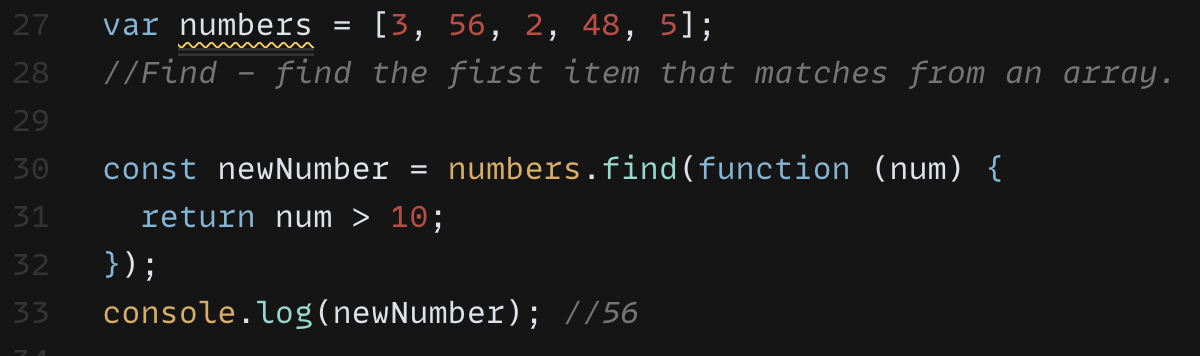 27 var numbers = [3, 56, 2, 48, 5];
28 //Find - find the first item that matches from an array.
29
30 const newNumber = numbers.find(function (num) {
31   return num > 10;
32 });
33 console.log(newNumber); //56